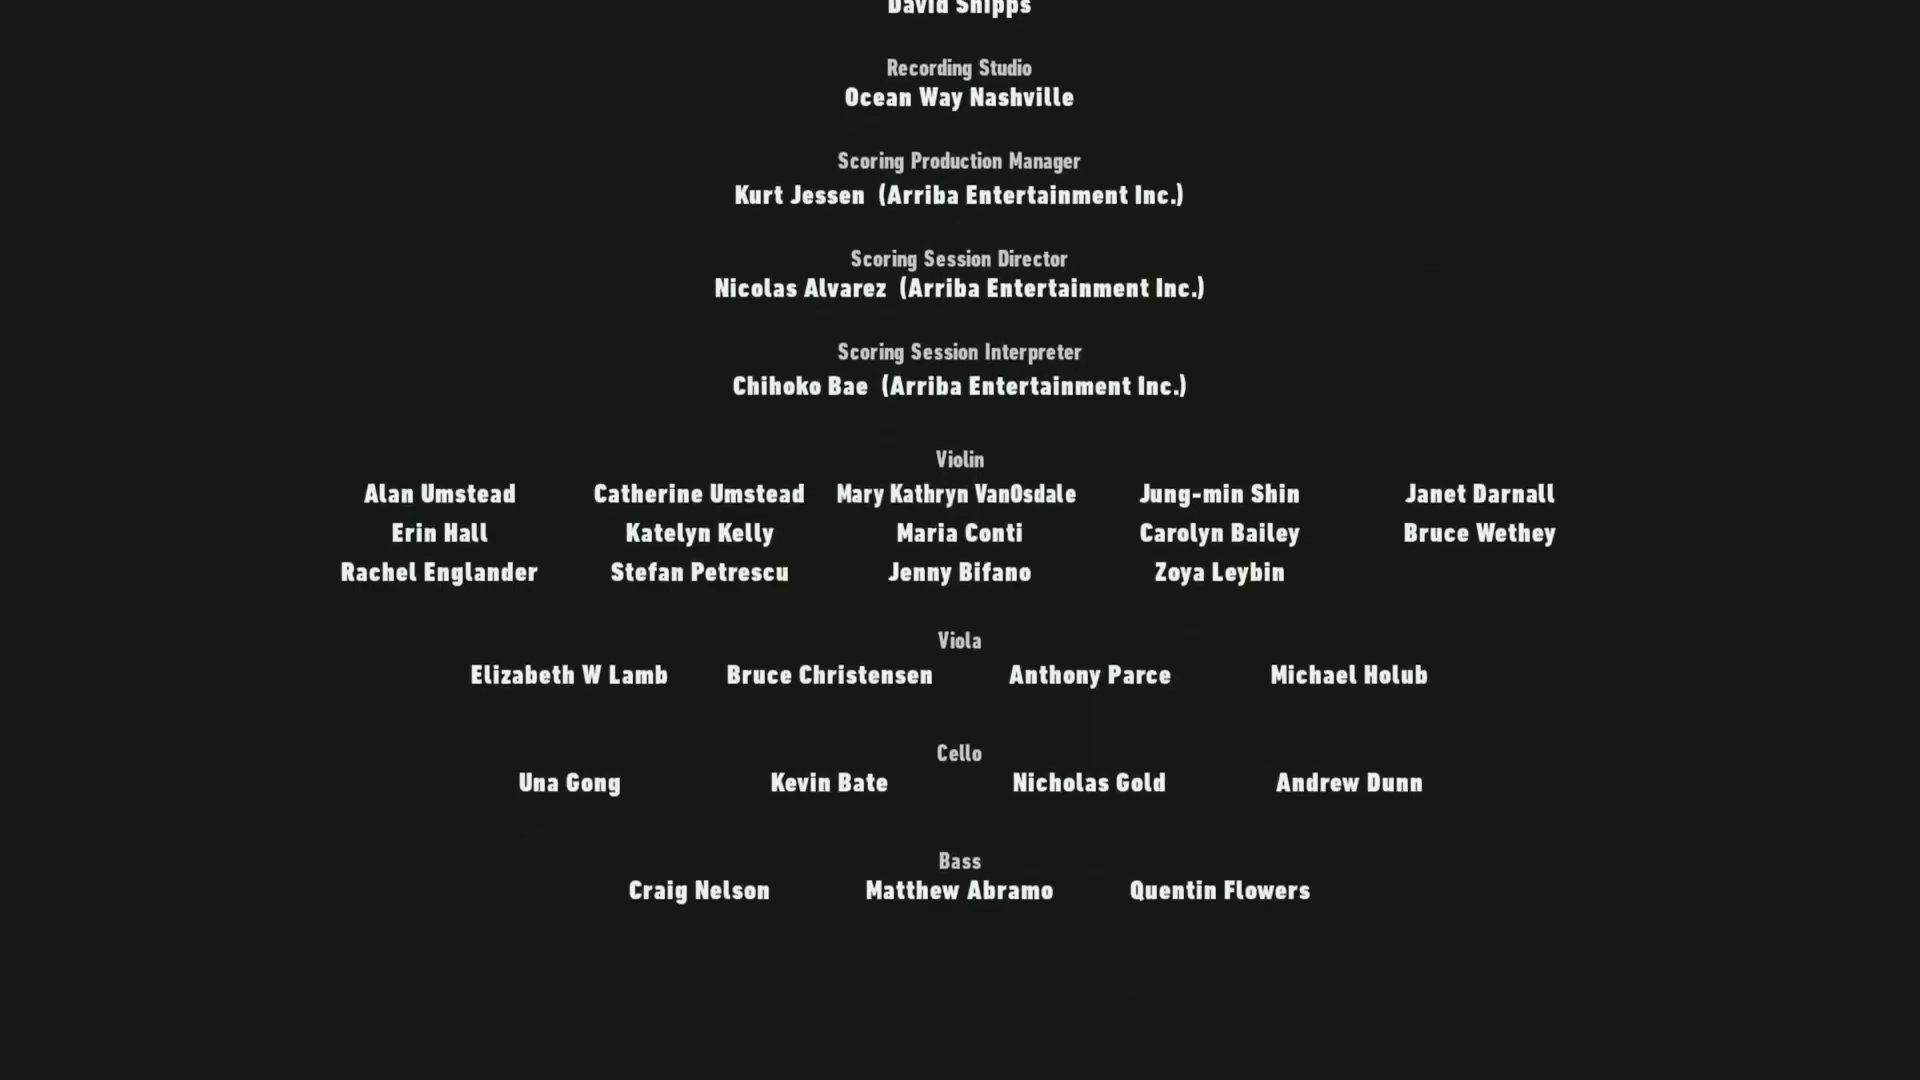 David Shipps
Recording Studio
Ocean Way Nashville
Scoring Production Manager
Kurt Jessen (Arriba Entertainment Inc.)
Scoring Session Director
Nicolas Alvarez (Arriba Entertainment Inc.)
Scoring Session Interpreter
Chihoko Bae (Arriba Entertainment Inc.)
Violin
Alan Umstead Catherine Umstead Mary Kathryn VanOsdale Jung-min Shin Janet Darnall
Erin Hall Katelyn Kelly Maria Conti Carolyn Bailey Bruce Wethey
Rachel Englander Stefan Petrescu Jenny Bifano Zoya Leybin
Viola
Elizabeth W Lamb Bruce Christensen Anthony Parce Michael Holub
Cello
Una Gong Kevin Bate Nicholas Gold Andrew Dunn
Bass
Craig Nelson Matthew Abramo Quentin Flowers